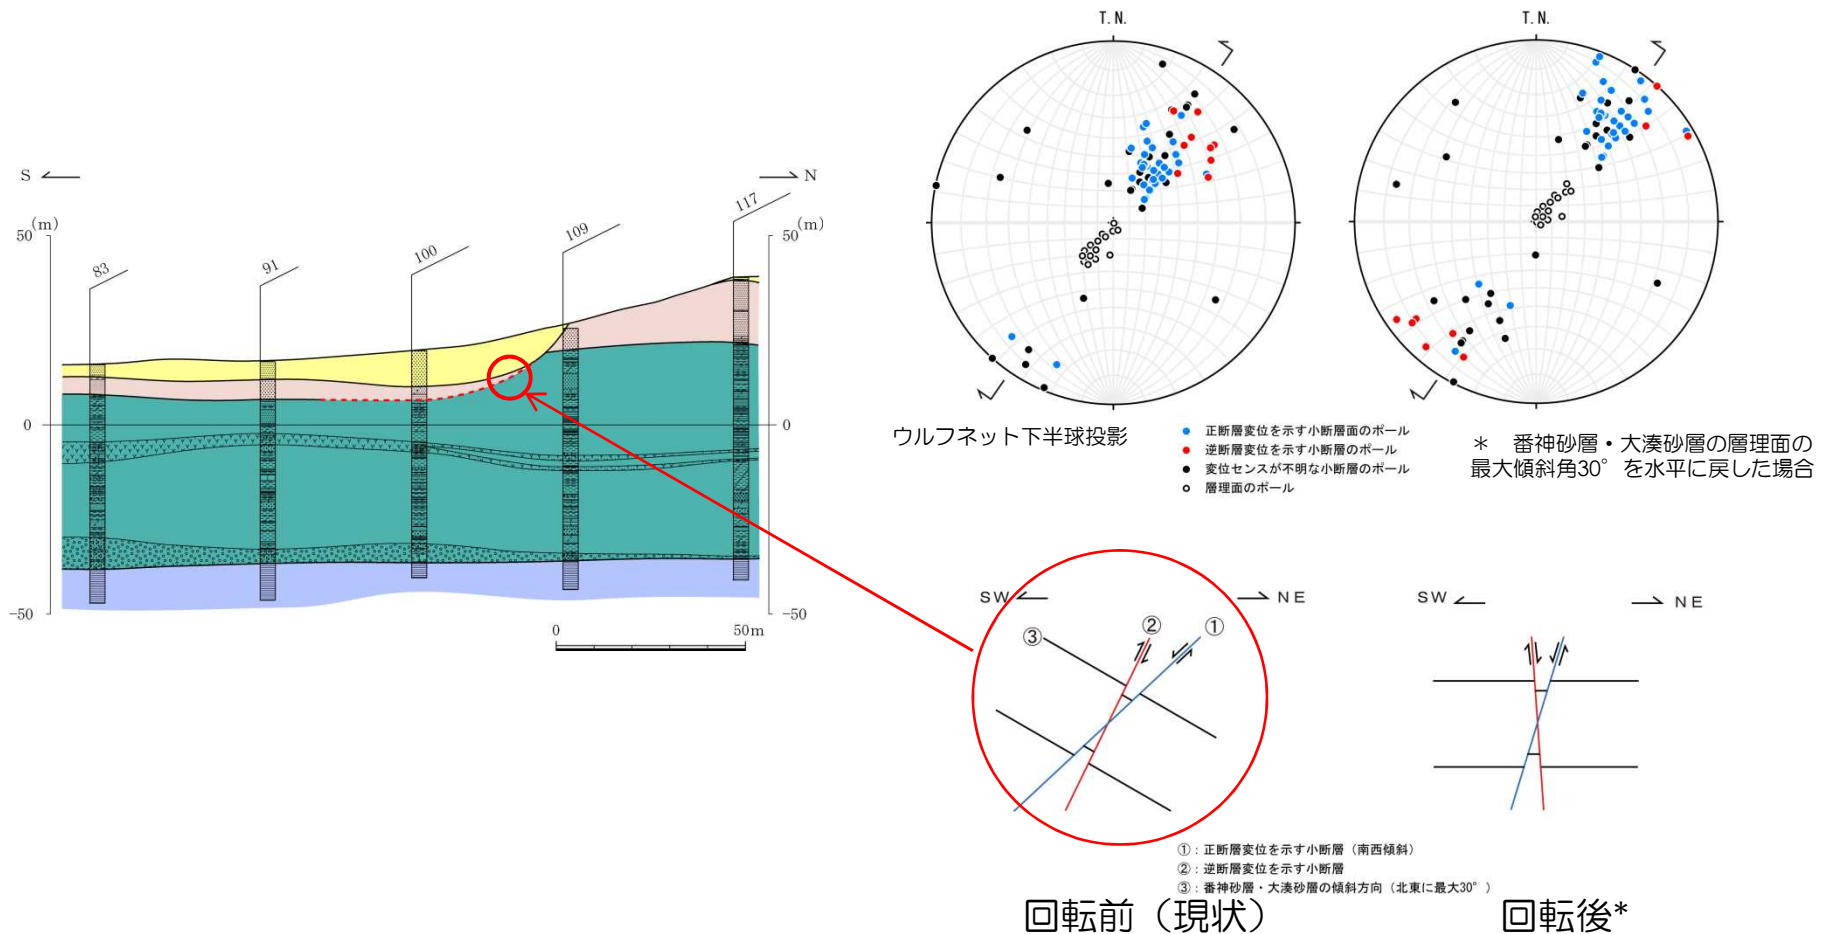 S
N
83
91
100
109
117
(m)
50
0
−50
(m)
50
0
−50
0
50m
T. N.
T. N.
ウルフネット下半球投影
正断層変位を示す小断層面のポール
逆断層変位を示す小断層のポール
変位センスが不明な小断層のポール
層理面のポール
＊　番神砂層・大湊砂層の層理面の
最大傾斜角30°を水平に戻した場合
SW
NE
③
②
①
SW
NE
①：正断層変位を示す小断層（南西傾斜）
②：逆断層変位を示す小断層
③：番神砂層・大湊砂層の傾斜方向（北東に最大30°）
回転前（現状）
回転後*